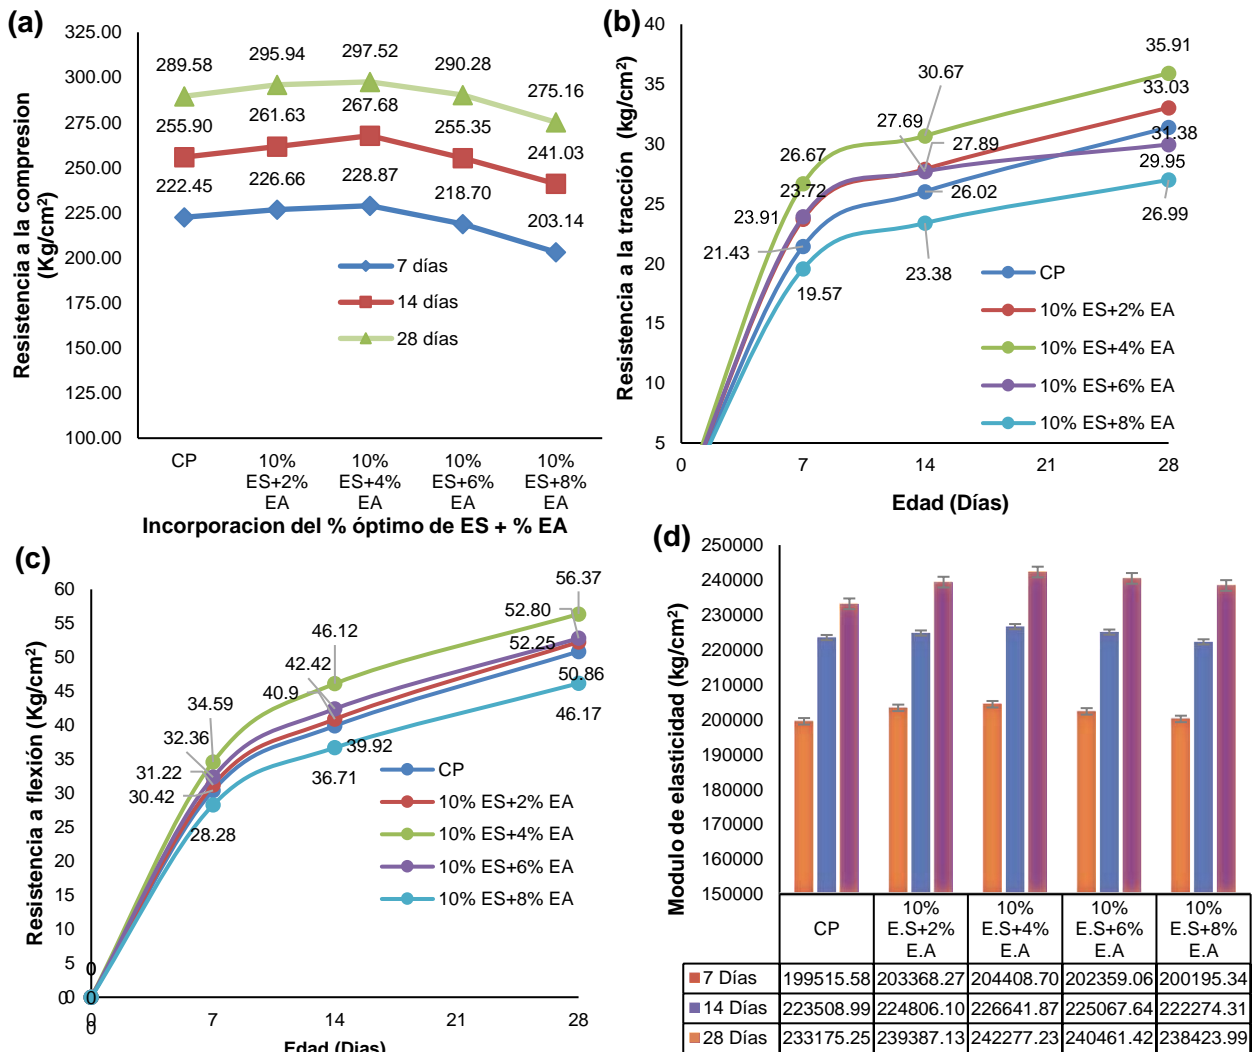 (a)
Resistencia a la compresion
(Kg/cm²)
325.00
300.00
275.00
250.00
225.00
200.00
175.00
150.00
125.00
100.00
289.58
295.94
297.52
290.28
275.16
255.90
261.63
267.68
255.35
241.03
222.45
226.66
228.87
218.70
203.14
7 días
14 días
28 días
CP
10%
ES+2%
EA
10%
ES+4%
EA
10%
ES+6%
EA
10%
ES+8%
EA
Incorporacion del % óptimo de ES + % EA
(b)
Resistencia a la tracción (kg/cm²)
40
35
30
25
20
15
10
5
35.91
33.03
31.38
29.95
26.99
30.67
27.69
27.89
26.02
23.38
26.67
23.72
23.91
21.43
19.57
CP
10% ES+2% EA
10% ES+4% EA
10% ES+6% EA
10% ES+8% EA
0
7
14
21
28
Edad (Días)
(c)
Resistencia a flexión (Kg/cm²)
60
55
50
45
40
35
30
25
20
15
10
5
0
56.37
52.80
52.25
50.86
46.17
46.12
42.42
40.9
39.92
36.71
34.59
32.36
31.22
30.42
28.28
0
0
0
0
CP
10% ES+2% EA
10% ES+4% EA
10% ES+6% EA
10% ES+8% EA
0
7
14
21
28
Edad (Dias)
(d)
Modulo de elasticidad (kg/cm²)
250000
240000
230000
220000
210000
200000
190000
180000
170000
160000
150000
CP
10%
E.S+2%
E.A
10%
E.S+4%
E.A
10%
E.S+6%
E.A
10%
E.S+8%
E.A
7 Días 199515.58 203368.27 204408.70 202359.06 200195.34
14 Días 223508.99 224806.10 226641.87 225067.64 222274.31
28 Días 233175.25 239387.13 242277.23 240461.42 238423.99